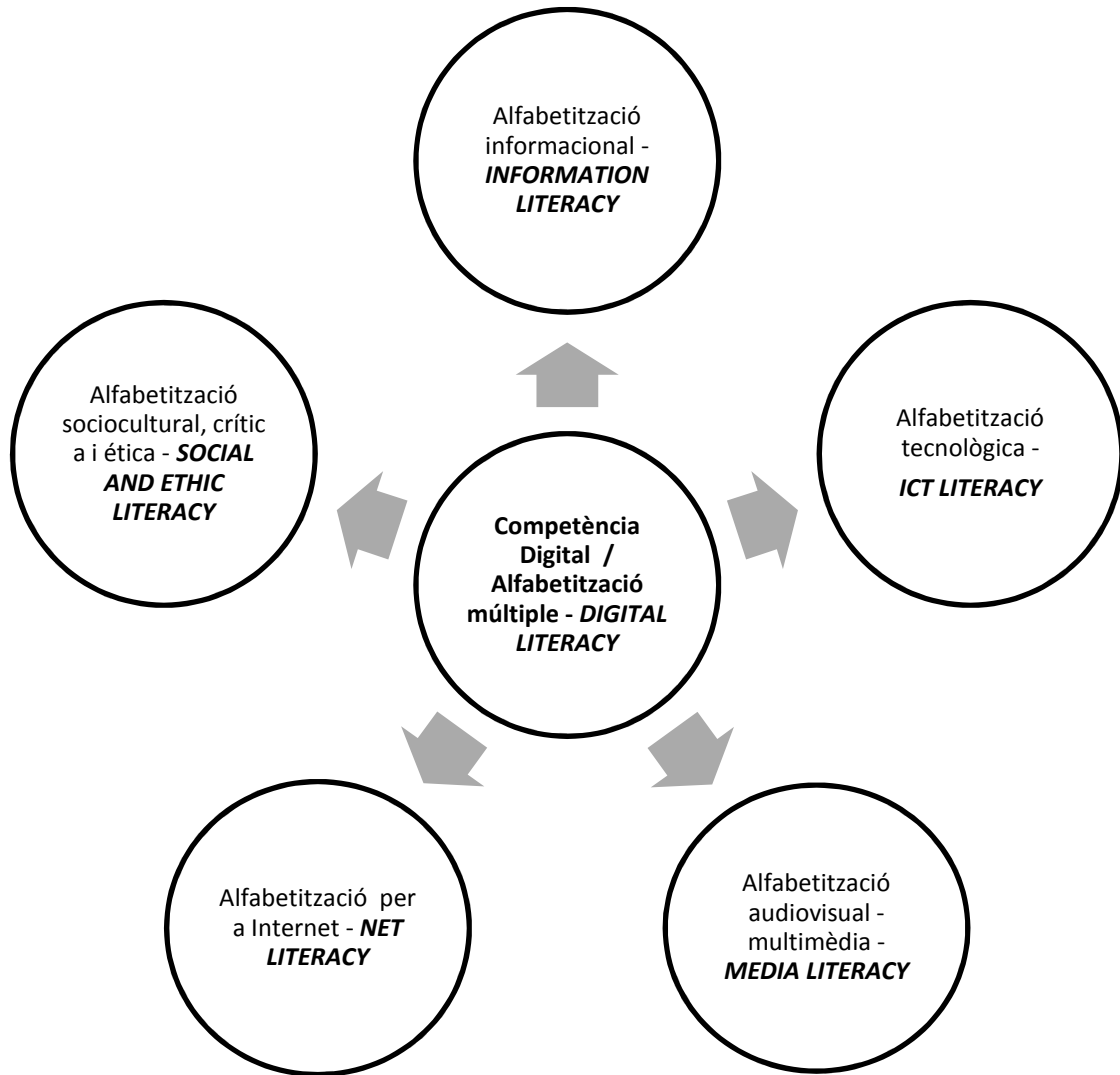 Alfabetització
informacional -
INFORMATION
LITERACY
Alfabetització
sociocultural, crític
a i ética - SOCIAL
AND ETHIC
LITERACY
Alfabetització
tecnològica -
ICT LITERACY
Competència
Digital /
Alfabetització
múltiple - DIGITAL
LITERACY
Alfabetització per
a Internet - NET
LITERACY
Alfabetització
audiovisual -
multimèdia -
MEDIA LITERACY